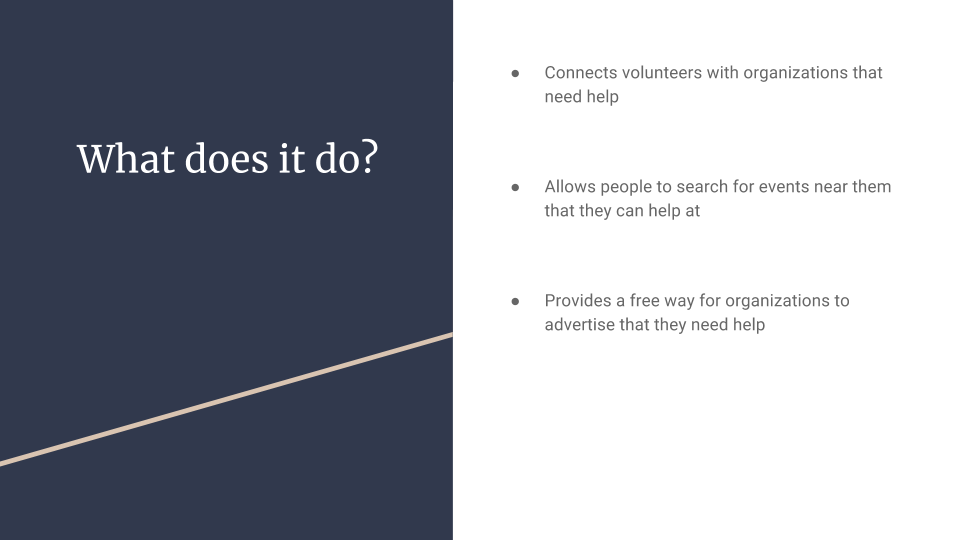 What does it do?
● Connects volunteers with organizations that
need help
● Allows people to search for events near them
that they can help at
● Provides a free way for organizations to
advertise that they need help